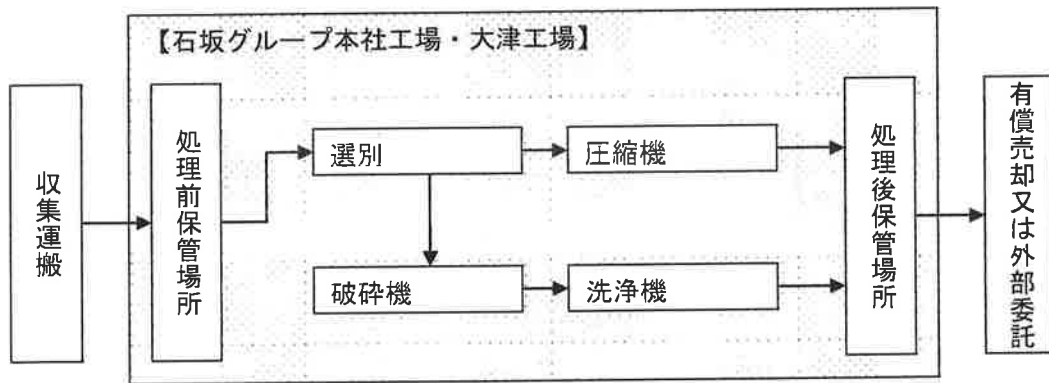 【石坂グループ本社工場・大津工場】
収集運搬
処理前保管場所
選別
圧縮機
破砕機
洗浄機
処理後保管場所
有償売却又は外部委託